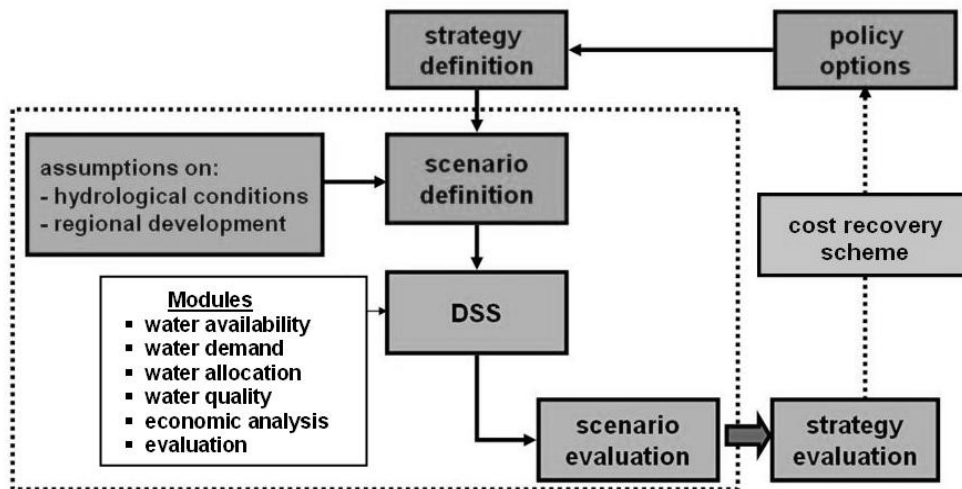 strategy
definition
policy
options
assumptions on:
- hydrological conditions
- regional development
scenario
definition
cost recovery
scheme
Modules
▪ water availability
▪ water demand
▪ water allocation
▪ water quality
▪ economic analysis
▪ evaluation
DSS
scenario
evaluation
strategy
evaluation